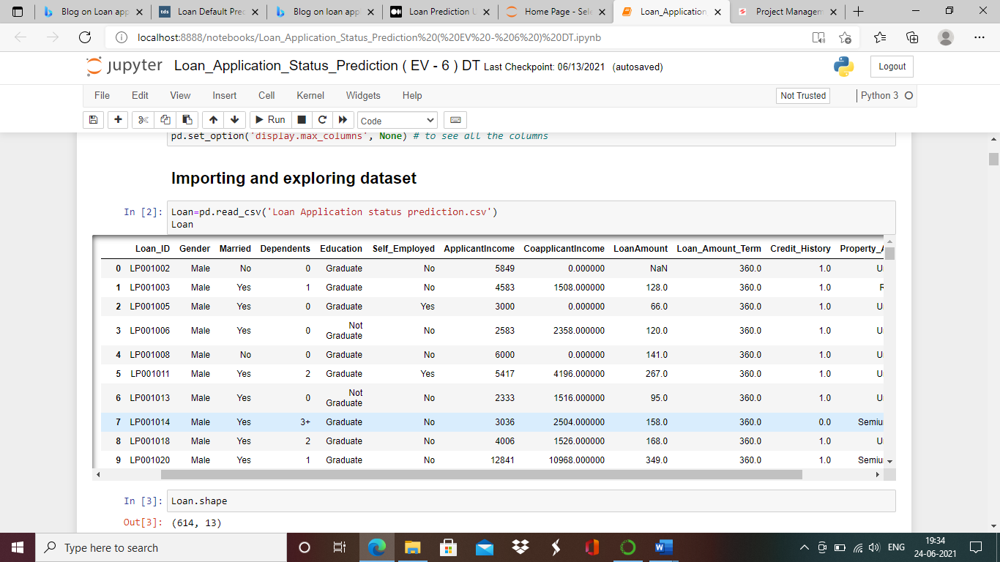 Blog on Loan app
Loan Default Pred
Blog on loan app
Loan Prediction U
Home Page - Sele
Loan_Application
Project Managem
localhost:8888/notebooks/Loan_Application_Status_Prediction%20(%20EV%20-%206%20)%20DT.ipynb
jupyter Loan_Application_Status_Prediction ( EV - 6 ) DT Last Checkpoint: 06/13/2021 (autosaved)
Logout
File Edit View Insert Cell Kernel Widgets Help
Not Trusted
Python 3
Run
Code
pd.set_option('display.max_columns', None) # to see all the columns
Importing and exploring dataset
In [2]: Loan=pd.read_csv('Loan Application status prediction.csv')
Loan
Loan_ID Gender Married Dependents Education Self_Employed ApplicantIncome CoapplicantIncome LoanAmount Loan_Amount_Term Credit_History Property_A
0 LP001002 Male No 0 Graduate No 5849 0.000000 NaN 360.0 1.0 U
1 LP001003 Male Yes 1 Graduate No 4583 1508.000000 128.0 360.0 1.0 R
2 LP001005 Male Yes 0 Graduate Yes 3000 0.000000 66.0 360.0 1.0 U
3 LP001006 Male Yes 0 Not Graduate No 2583 2358.000000 120.0 360.0 1.0 U
4 LP001008 Male No 0 Graduate No 6000 0.000000 141.0 360.0 1.0 U
5 LP001011 Male Yes 2 Graduate Yes 5417 4196.000000 267.0 360.0 1.0 U
6 LP001013 Male Yes 0 Not Graduate No 2333 1516.000000 95.0 360.0 1.0 U
7 LP001014 Male Yes 3+ Graduate No 3036 2504.000000 158.0 360.0 0.0 Semiu
8 LP001018 Male Yes 2 Graduate No 4006 1526.000000 168.0 360.0 1.0 U
9 LP001020 Male Yes 1 Graduate No 12841 10968.000000 349.0 360.0 1.0 Semiu
In [3]: Loan.shape
Out[3]: (614, 13)
Type here to search
ENG
19:34
24-06-2021